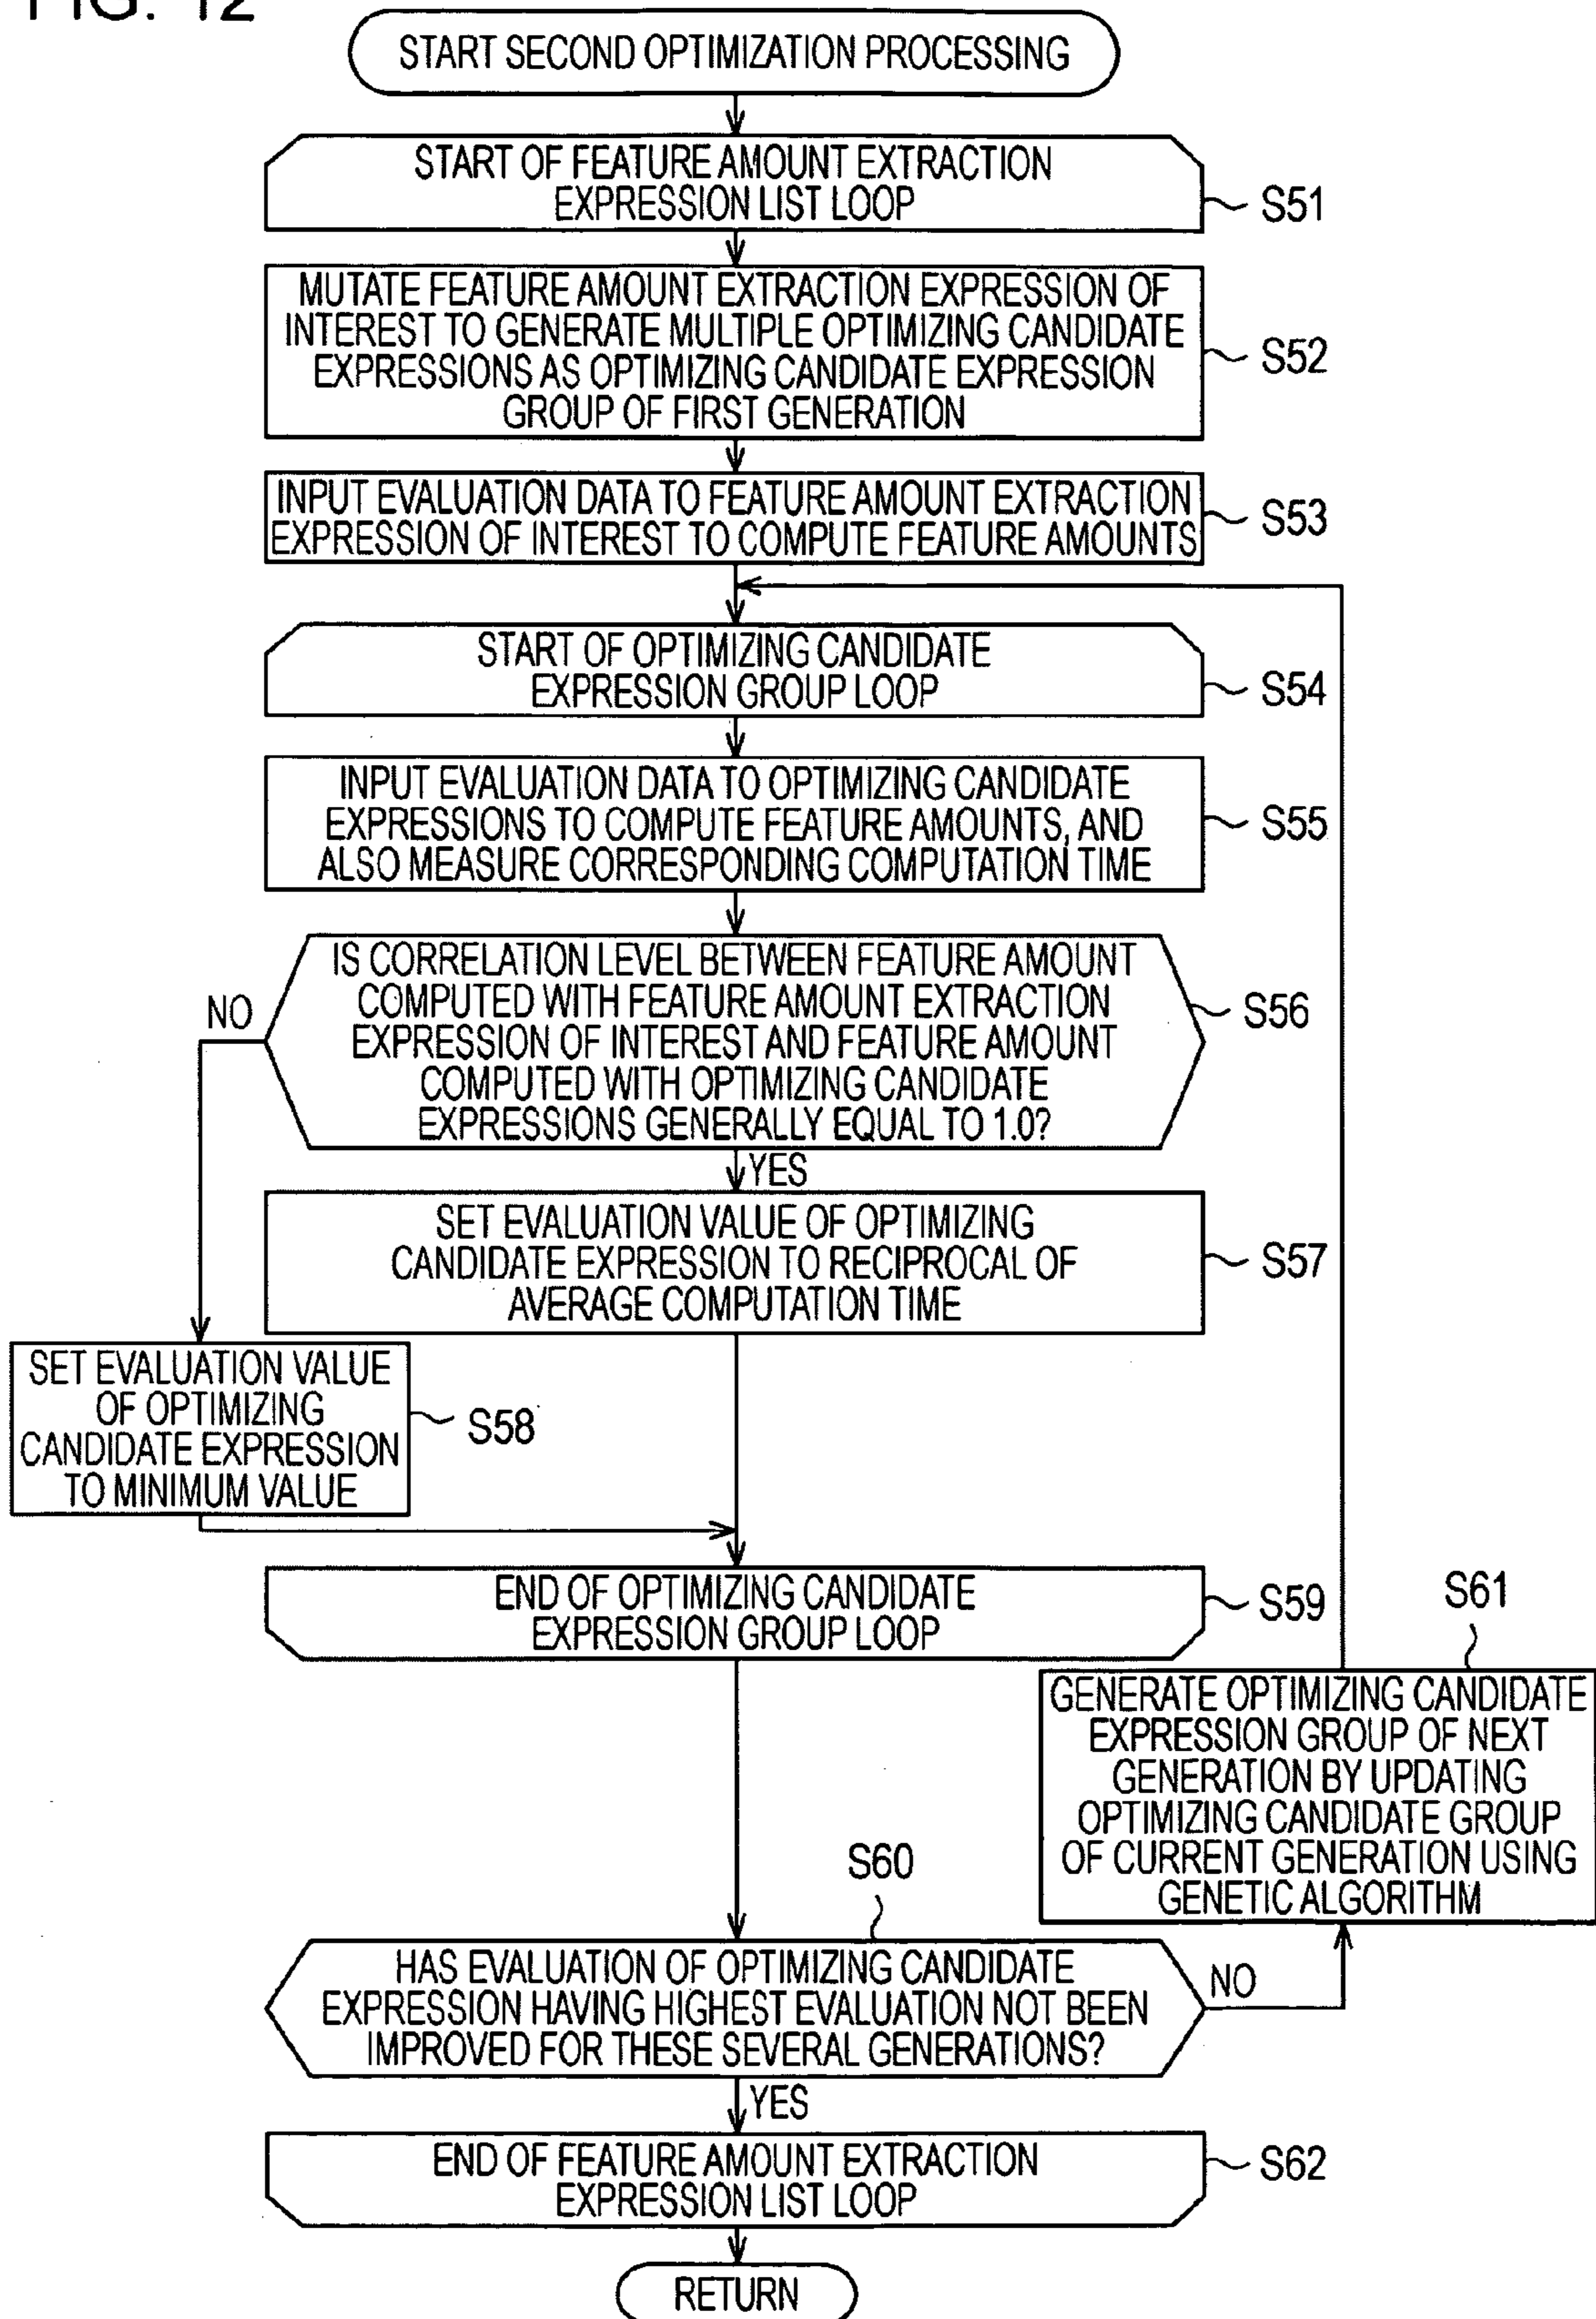 FIG. 12
START SECOND OPTIMIZATION PROCESSING
START OF FEATURE AMOUNT EXTRACTION
EXPRESSION LIST LOOP
S51
MUTATE FEATURE AMOUNT EXTRACTION EXPRESSION OF
INTEREST TO GENERATE MULTIPLE OPTIMIZING CANDIDATE
EXPRESSIONS AS OPTIMIZING CANDIDATE EXPRESSION
GROUP OF FIRST GENERATION
S52
INPUT EVALUATION DATA TO FEATURE AMOUNT EXTRACTION
EXPRESSION OF INTEREST TO COMPUTE FEATURE AMOUNTS
S53
START OF OPTIMIZING CANDIDATE
EXPRESSION GROUP LOOP
S54
INPUT EVALUATION DATA TO OPTIMIZING CANDIDATE
EXPRESSIONS TO COMPUTE FEATURE AMOUNTS, AND
ALSO MEASURE CORRESPONDING COMPUTATION TIME
S55
IS CORRELATION LEVEL BETWEEN FEATURE AMOUNT
COMPUTED WITH FEATURE AMOUNT EXTRACTION
EXPRESSION OF INTEREST AND FEATURE AMOUNT
COMPUTED WITH OPTIMIZING CANDIDATE
EXPRESSIONS GENERALLY EQUAL TO 1.0?
S56
NO
YES
SET EVALUATION VALUE OF OPTIMIZING
CANDIDATE EXPRESSION TO RECIPROCAL OF
AVERAGE COMPUTATION TIME
S57
SET EVALUATION VALUE
OF OPTIMIZING
CANDIDATE EXPRESSION
TO MINIMUM VALUE
S58
END OF OPTIMIZING CANDIDATE
EXPRESSION GROUP LOOP
S59
S61
GENERATE OPTIMIZING CANDIDATE
EXPRESSION GROUP OF NEXT
GENERATION BY UPDATING
OPTIMIZING CANDIDATE GROUP
OF CURRENT GENERATION USING
GENETIC ALGORITHM
S60
HAS EVALUATION OF OPTIMIZING CANDIDATE
EXPRESSION HAVING HIGHEST EVALUATION NOT BEEN
IMPROVED FOR THESE SEVERAL GENERATIONS?
NO
YES
END OF FEATURE AMOUNT EXTRACTION
EXPRESSION LIST LOOP
S62
RETURN